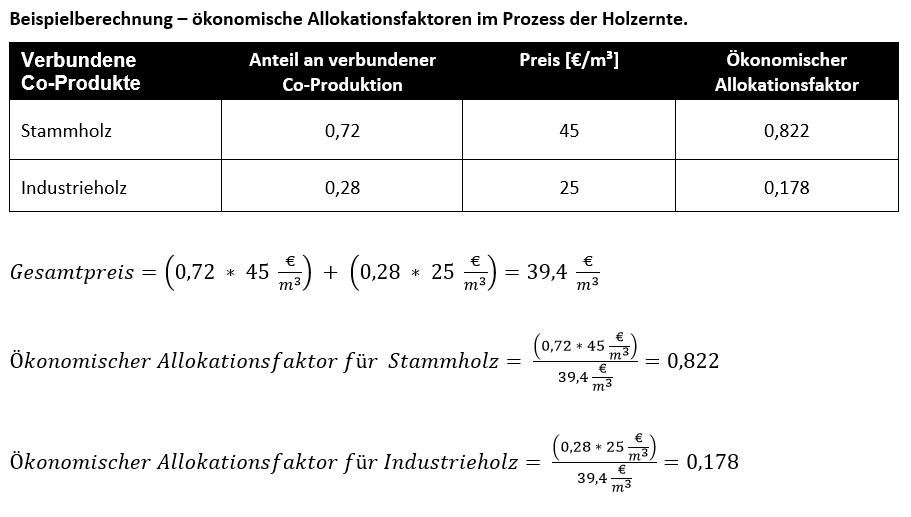 Beispielberechnung – ökonomische Allokationsfaktoren im Prozess der Holzernte.
Verbundene Co-Produkte | Anteil an verbundener Co-Produktion | Preis [€/m³] | Ökonomischer Allokationsfaktor
Stammholz | 0,72 | 45 | 0,822
Industrieholz | 0,28 | 25 | 0,178
Gesamtpreis = (0,72 * 45 €/m³) + (0,28 * 25 €/m³) = 39,4 €/m³
Ökonomischer Allokationsfaktor für Stammholz = (0,72 * 45 €/m³) / 39,4 €/m³ = 0,822
Ökonomischer Allokationsfaktor für Industrieholz = (0,28 * 25 €/m³) / 39,4 €/m³ = 0,178